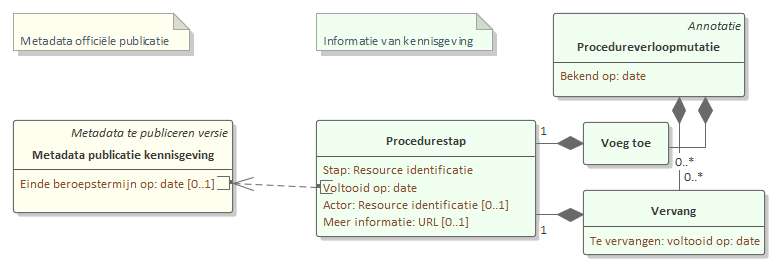 Metadata officiële publicatie
Informatie van kennisgeving
Annotatie
Procedureverloopmutatie
Bekend op: date
Metadata te publiceren versie
Metadata publicatie kennisgeving
Einde beroepstermijn op: date [0..1]
Procedurestap
Stap: Resource identificatie
Voltooid op: date
Actor: Resource identificatie [0..1]
Meer informatie: URL [0..1]
1
Voeg toe
0..*
0..*
1
Vervang
Te vervangen: voltooid op: date